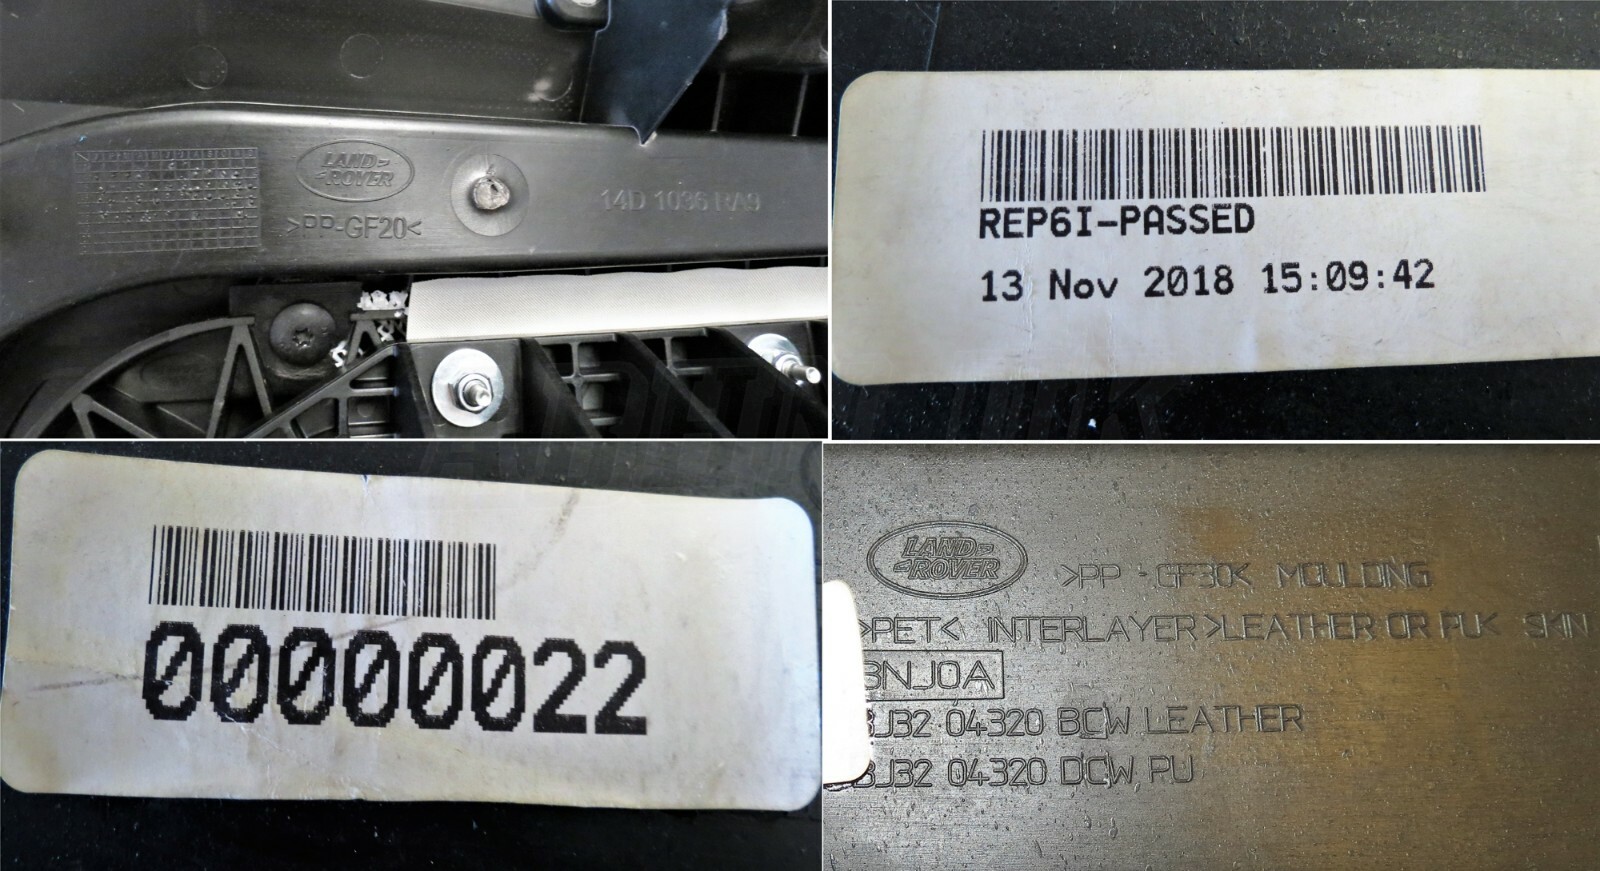 LAND
ROVER
>PP-GF20<
14D 1036 RA9
REP6I-PASSED
13 Nov 2018 15:09:42
00000022
LAND
ROVER
>PP -GF30< MOULDING
>PET< INTERLAYER>LEATHER OR PU< SKIN
3NJ0A
BJ32 04320 BCW LEATHER
BJ32 04320 DCW PU